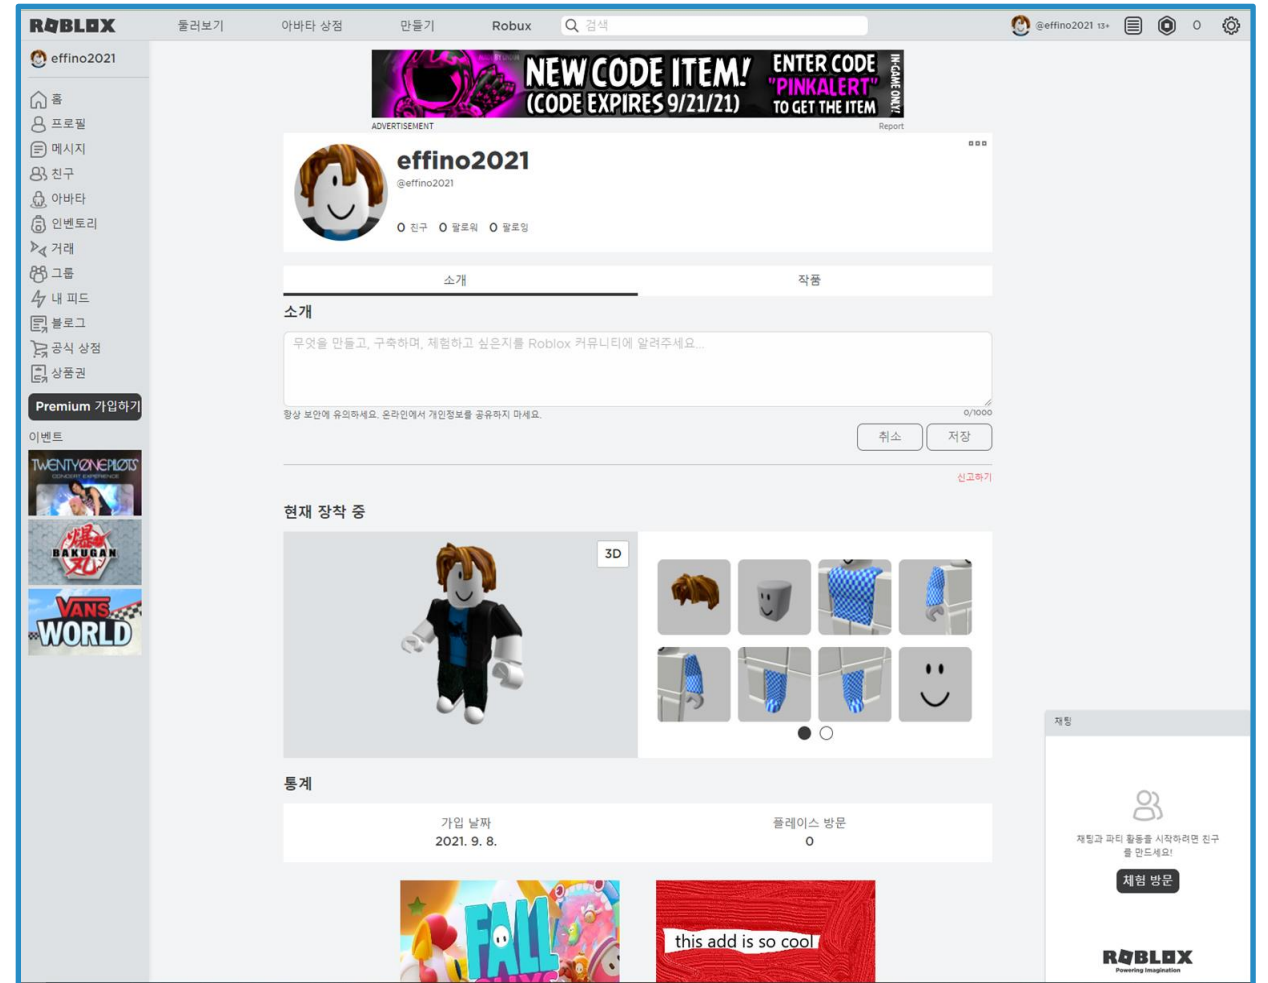 ROBLOX
둘러보기
아바타 상점
만들기
Robux
검색
@effino2021 13+
0
effino2021
홈
프로필
메시지
친구
아바타
인벤토리
거래
그룹
내 피드
블로그
공식 상점
상품권
Premium 가입하기
이벤트
TWENTY ØNE PILØTS
CONCERT EXPERIENCE
BAKUGAN
VANS
WORLD
NEW CODE ITEM!
(CODE EXPIRES 9/21/21)
ENTER CODE
"PINKALERT"
TO GET THE ITEM
IN-GAME ONLY!
ADVERTISEMENT
Report
effino2021
@effino2021
0 친구 0 팔로워 0 팔로잉
소개
작품
소개
무엇을 만들고, 구축하며, 체험하고 싶은지를 Roblox 커뮤니티에 알려주세요...
항상 보안에 유의하세요. 온라인에서 개인정보를 공유하지 마세요.
0/1000
취소
저장
신고하기
현재 장착 중
3D
통계
가입 날짜
2021. 9. 8.
플레이스 방문
0
FALL
GUYS
this add is so cool
채팅
채팅과 파티 활동을 시작하려면 친구
를 만드세요!
체험 방문
ROBLOX
Powering Imagination